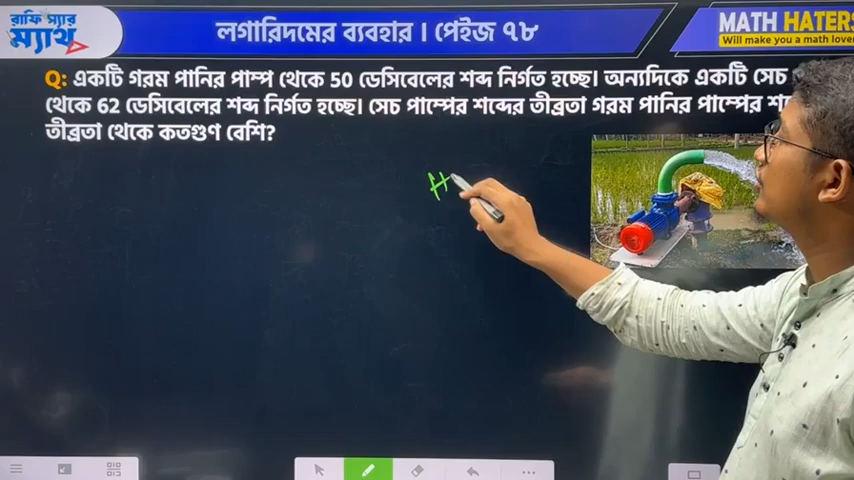 রাফি স্যার
ম্যাথ
লগারিদমের ব্যবহার । পেইজ ৭৮
MATH HATERS
Will make you a math lover
Q: একটি গরম পানির পাম্প থেকে 50 ডেসিবেলের শব্দ নির্গত হচ্ছে। অন্যদিকে একটি সেচ
থেকে 62 ডেসিবেলের শব্দ নির্গত হচ্ছে। সেচ পাম্পের শব্দের তীব্রতা গরম পানির পাম্পের
তীব্রতা থেকে কতগুণ বেশি?